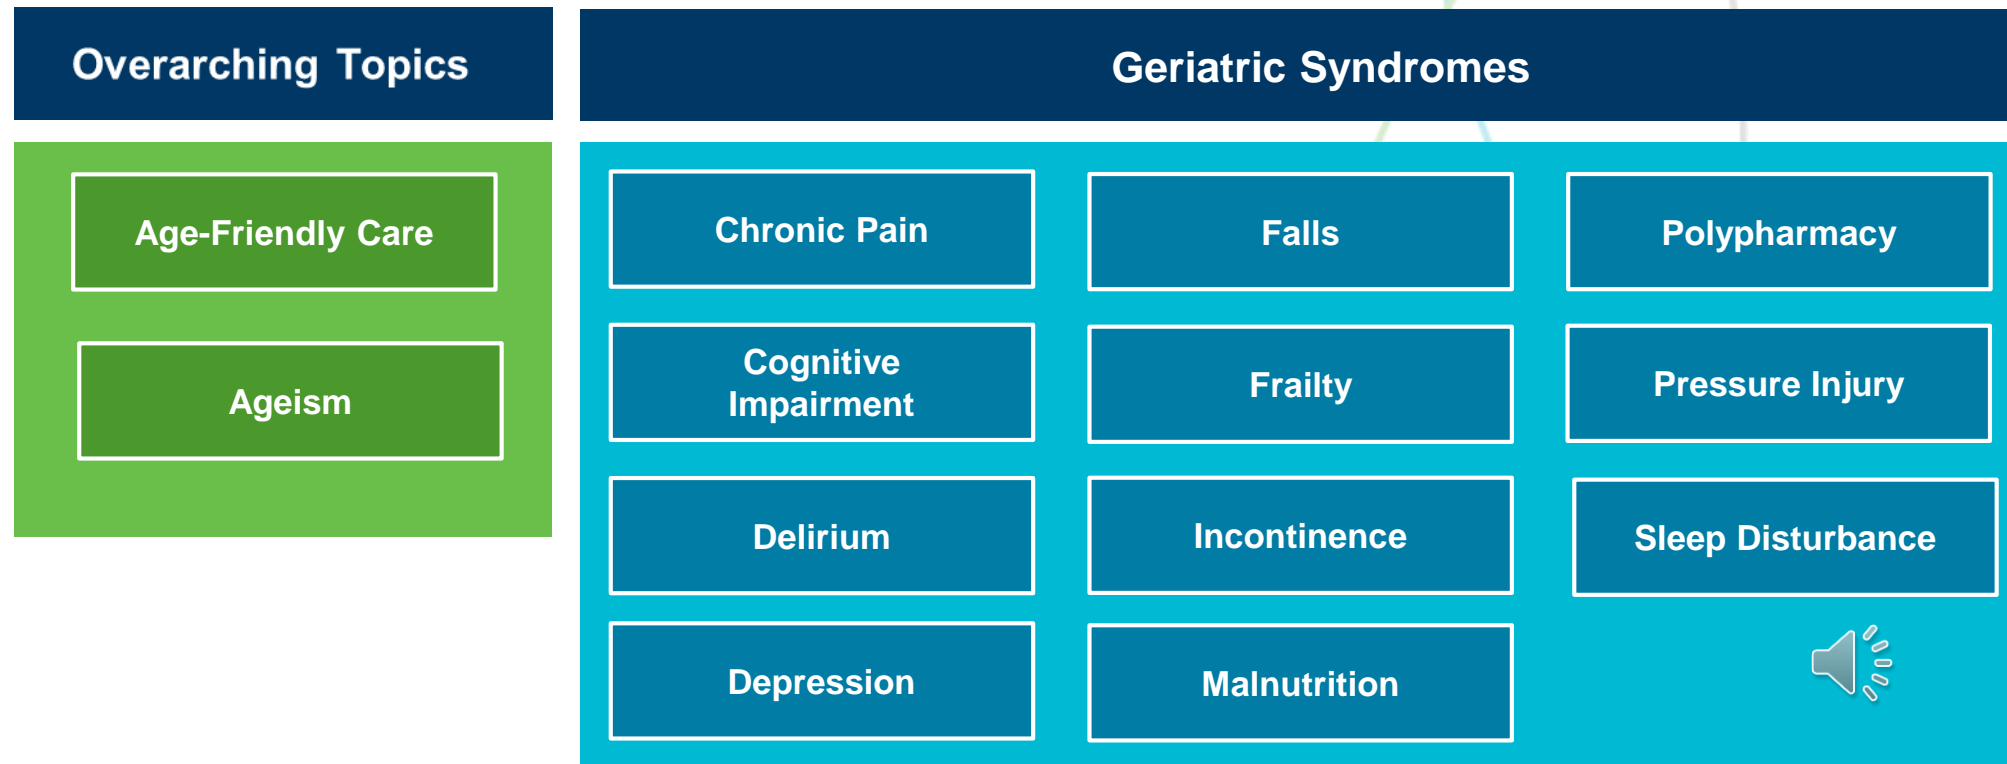 Overarching Topics
Age-Friendly Care
Ageism
Geriatric Syndromes
Chronic Pain
Cognitive
Impairment
Delirium
Depression
Falls
Frailty
Incontinence
Malnutrition
Polypharmacy
Pressure Injury
Sleep Disturbance